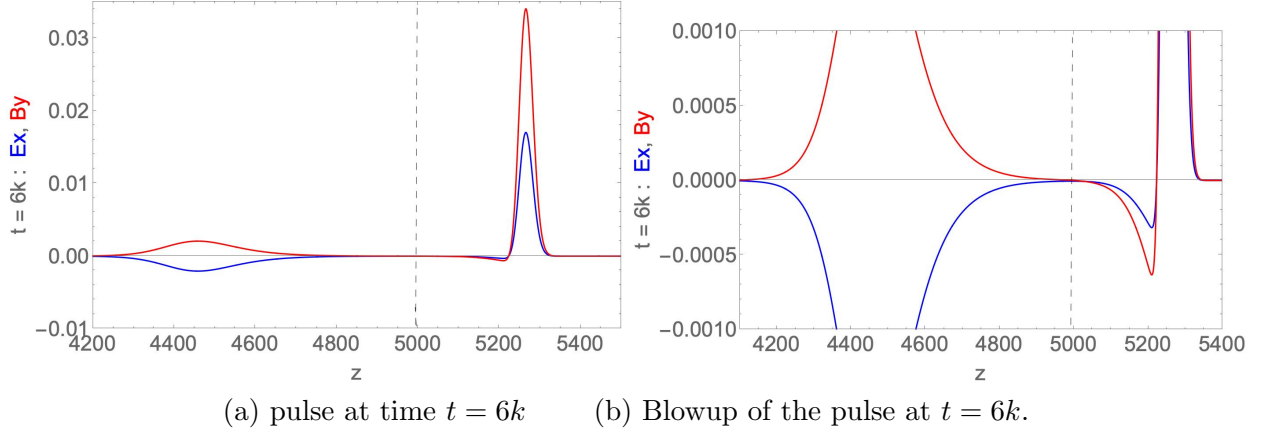 t = 6k : Ex, By
0.03
0.02
0.01
0.00
−0.01
4200 4400 4600 4800 5000 5200 5400
z
t = 6k : Ex, By
0.0010
0.0005
0.0000
-0.0005
-0.0010
4200 4400 4600 4800 5000 5200 5400
z
(a) pulse at time t = 6k (b) Blowup of the pulse at t = 6k.